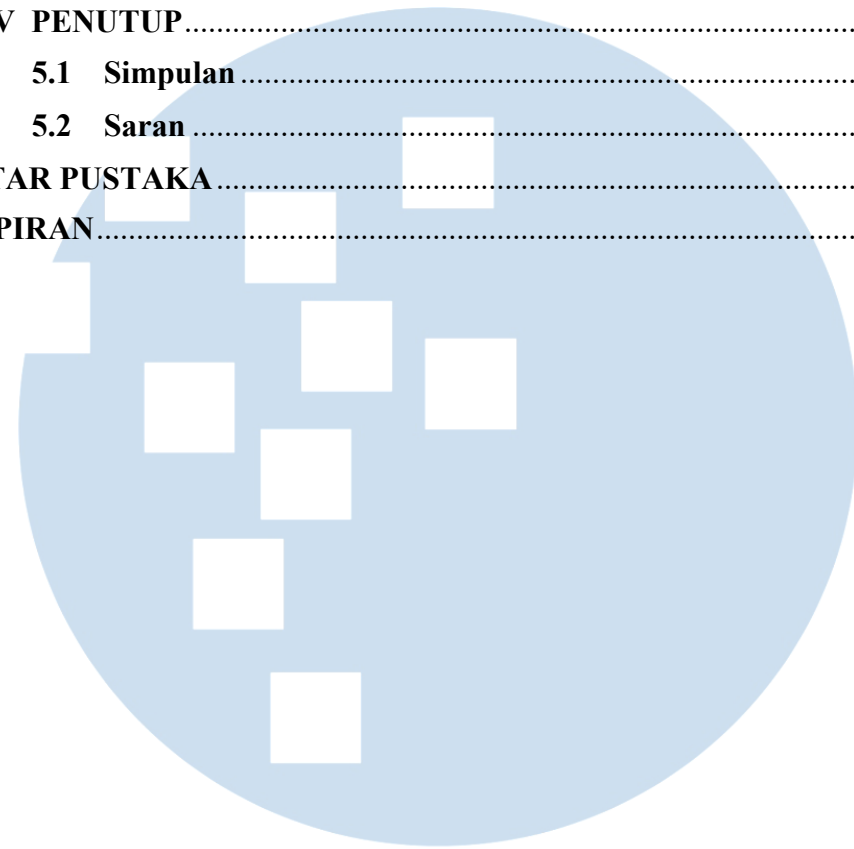 V PENUTUP................................................................................
5.1 Simpulan................................................................................
5.2 Saran................................................................................
TAR PUSTAKA................................................................................
PIRAN................................................................................